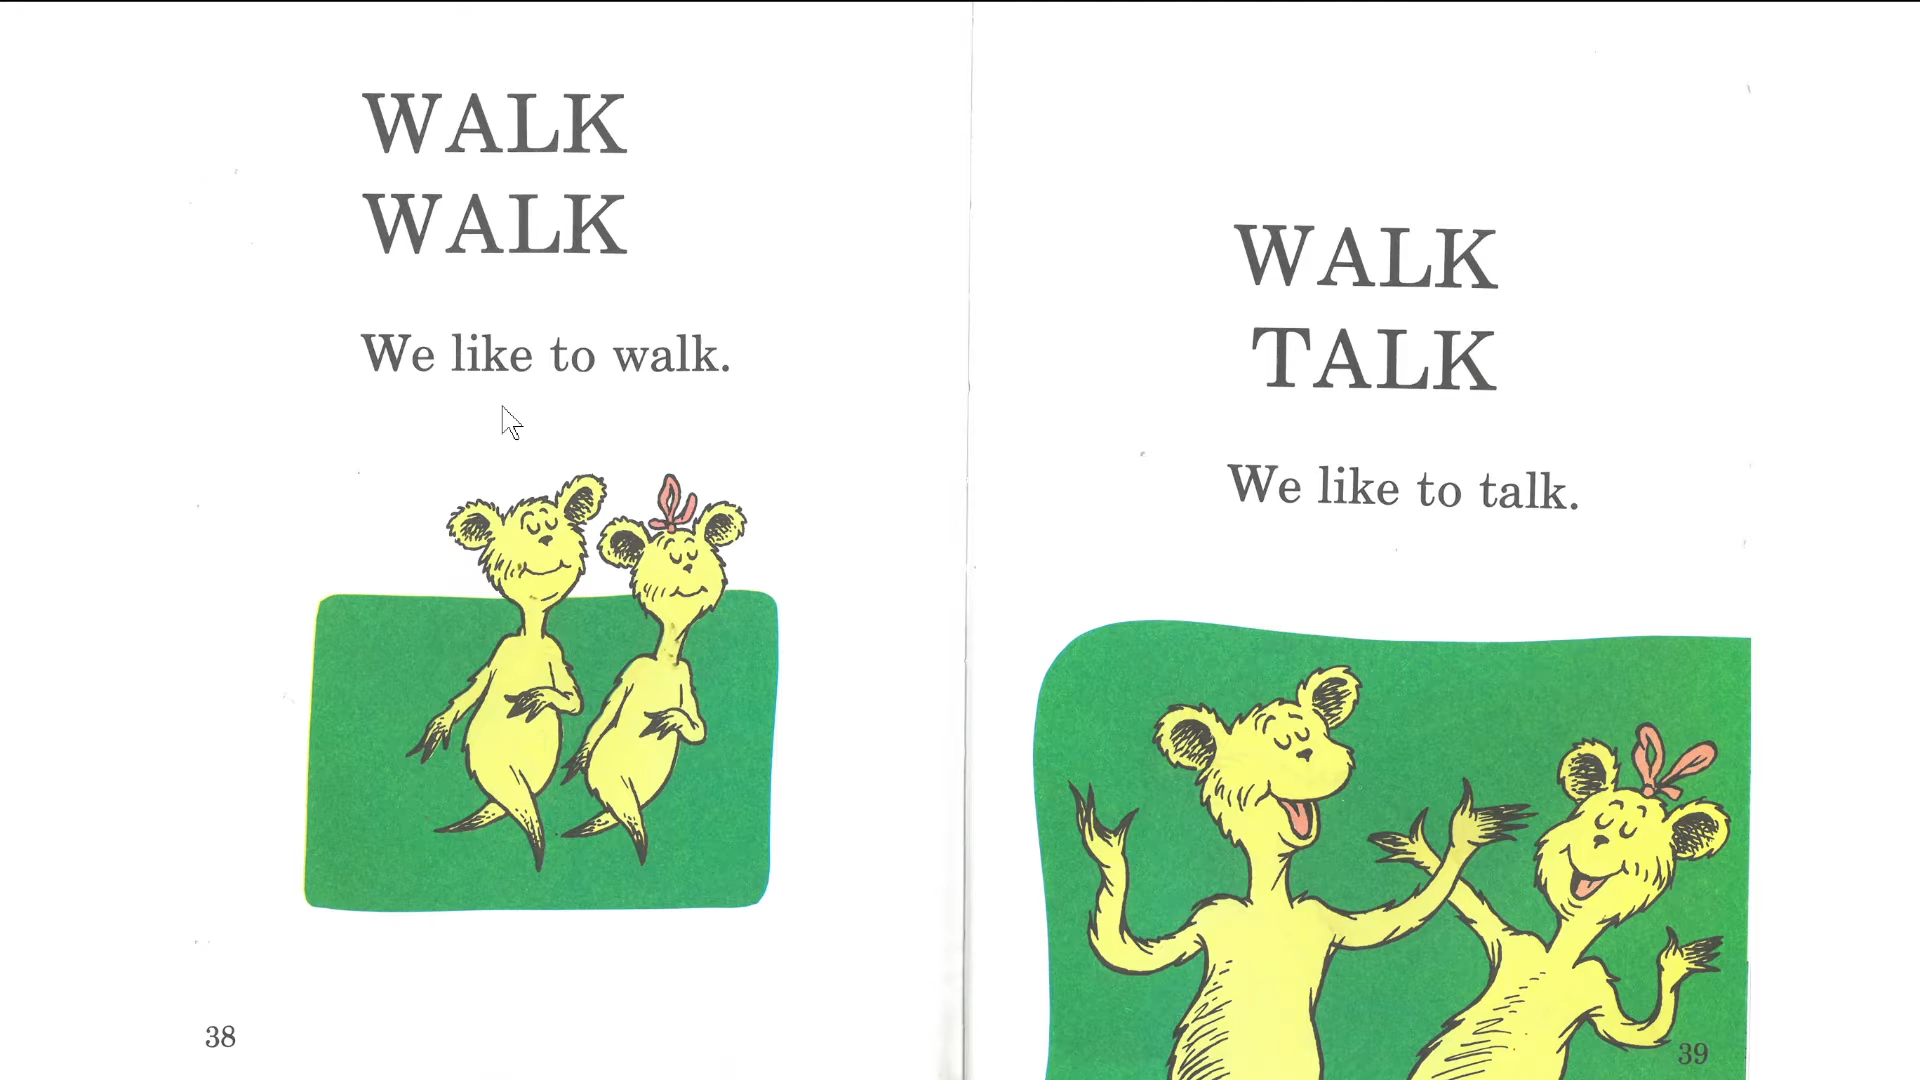 WALK
WALK
We like to walk.
38
WALK
TALK
We like to talk.
39